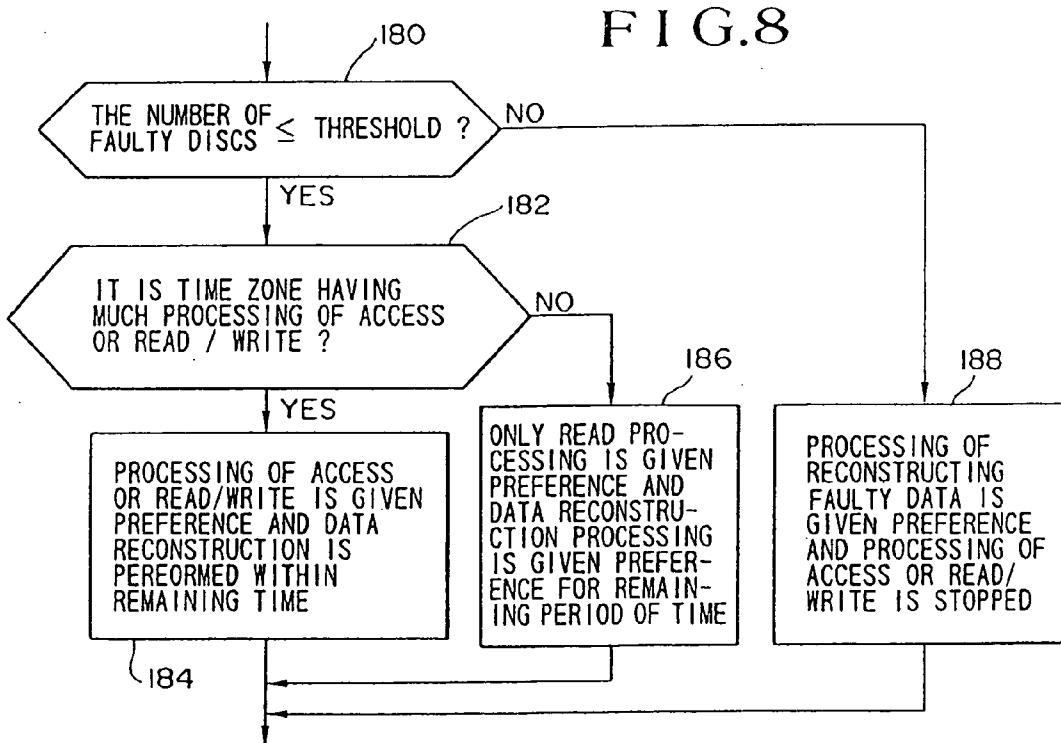 FIG.8
180
THE NUMBER OF
FAULTY DISCS ≤ THRESHOLD ?
NO
YES
182
IT IS TIME ZONE HAVING
MUCH PROCESSING OF ACCESS
OR READ / WRITE ?
NO
YES
184
PROCESSING OF ACCESS
OR READ/WRITE IS GIVEN
PREFERENCE AND DATA
RECONSTRUCTION IS
PEREORMED WITHIN
REMAINING TIME
186
ONLY READ PRO-
CESSING IS GIVEN
PREFERENCE AND
DATA RECONSTRU-
CTION PROCESSING
IS GIVEN PREFER-
ENCE FOR REMAIN-
ING PERIOD OF TIME
188
PROCESSING OF
RECONSTRUCTING
FAULTY DATA IS
GIVEN PREFERENCE
AND PROCESSING OF
ACCESS OR READ/
WRITE IS STOPPED